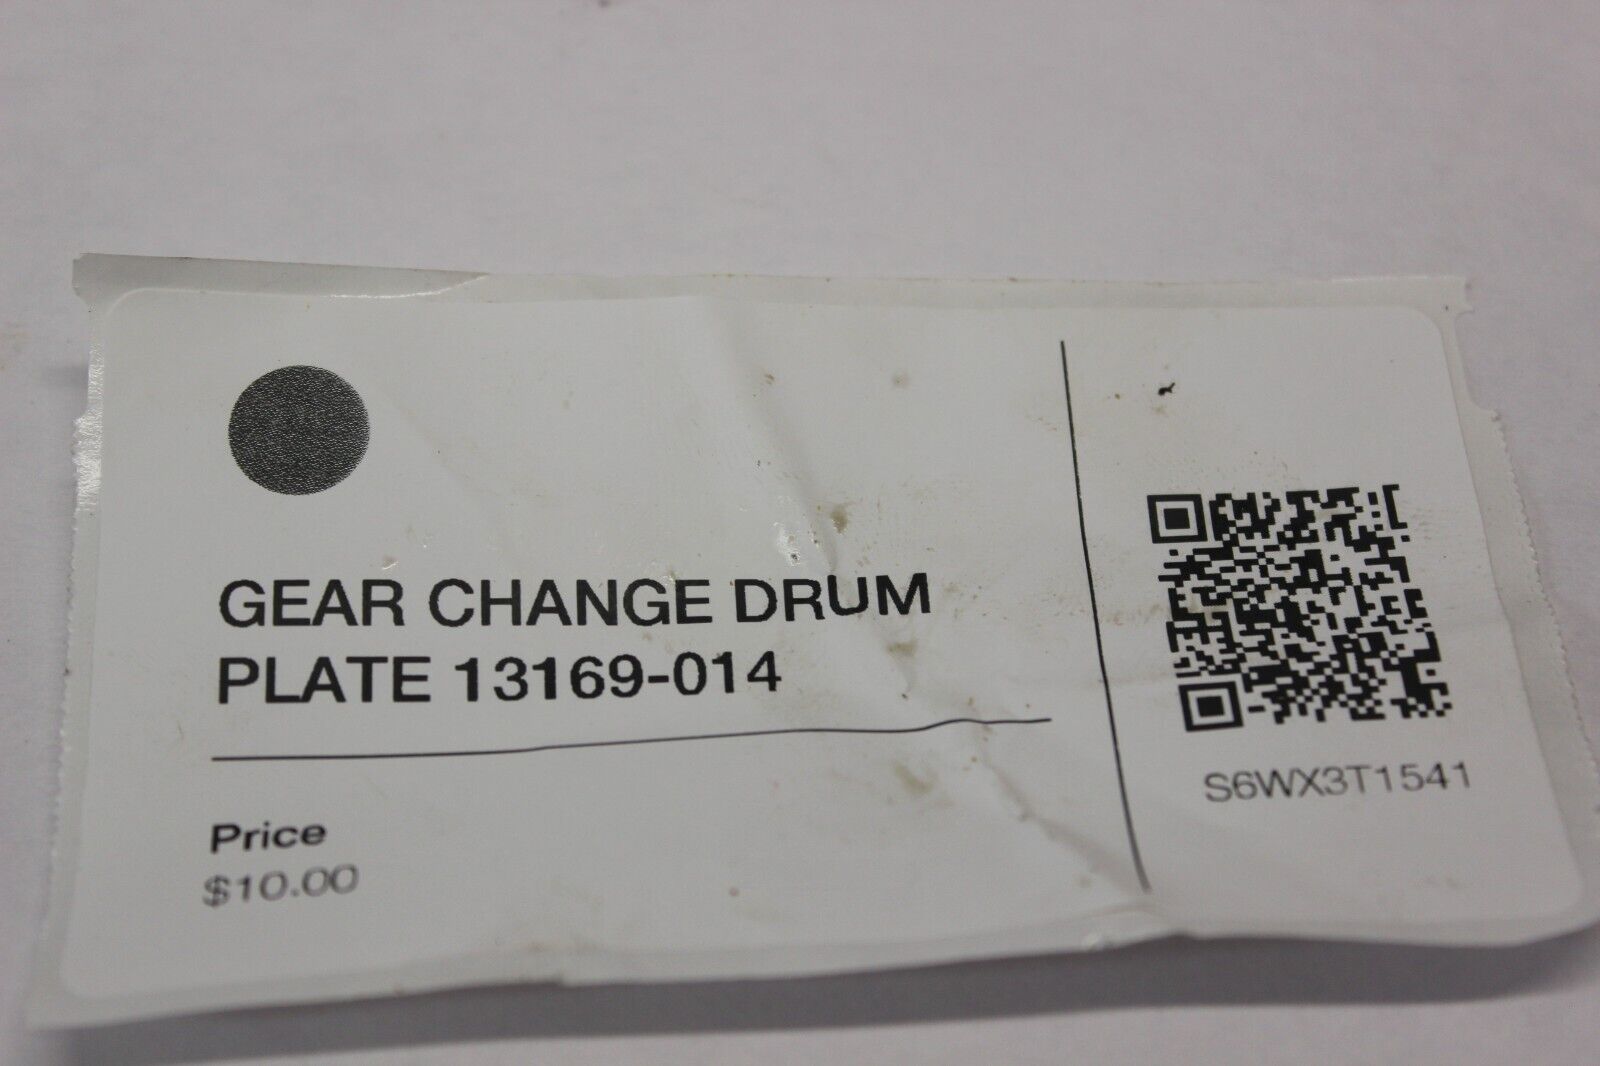 GEAR CHANGE DRUM
PLATE 13169-014
Price
$10.00
S6WX3T1541